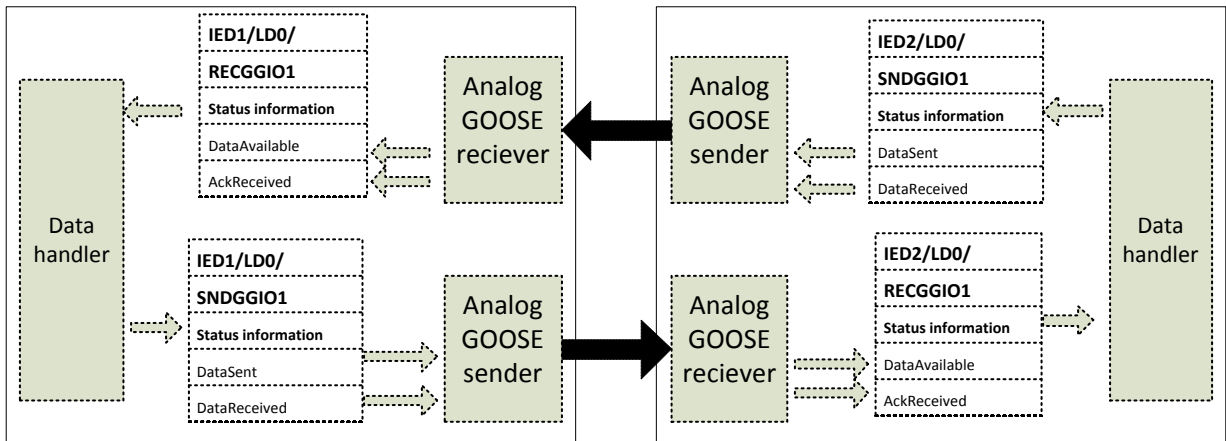 IED1/LD0/
RECGGIO1
Status information
DataAvailable
AckReceived
Analog
GOOSE
reciever
Data
handler
IED1/LD0/
SNDGGIO1
Status information
DataSent
DataReceived
Analog
GOOSE
sender
Analog
GOOSE
sender
IED2/LD0/
SNDGGIO1
Status information
DataSent
DataReceived
Data
handler
Analog
GOOSE
reciever
IED2/LD0/
RECGGIO1
Status information
DataAvailable
AckReceived